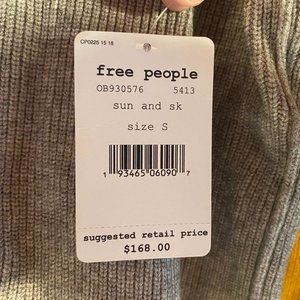 CP0225 15 18
free people
OB930576 5413
sun and sk
size S
1 93465 06090 7
suggested retail price
$168.00